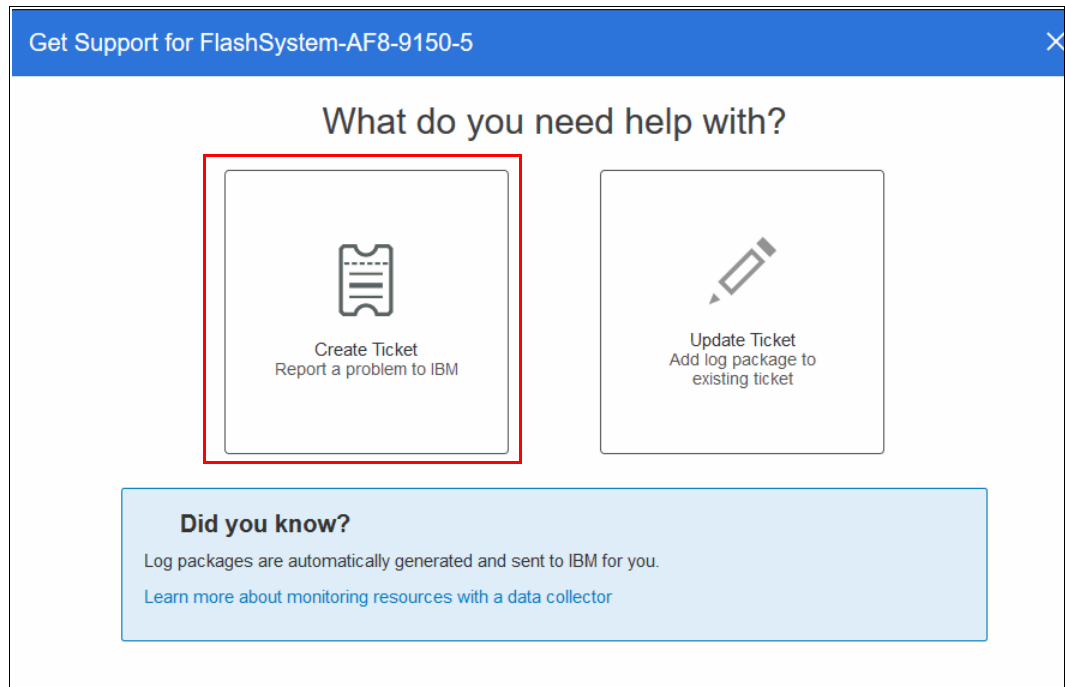 Get Support for FlashSystem-AF8-9150-5
What do you need help with?
Create Ticket
Report a problem to IBM
Update Ticket
Add log package to
existing ticket
Did you know?
Log packages are automatically generated and sent to IBM for you.
Learn more about monitoring resources with a data collector